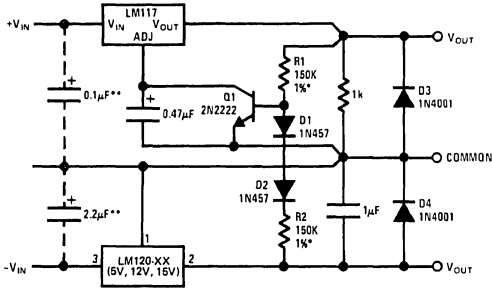 LM117
+VIN
VIN
VOUT
ADJ
VOUT
R1
150K
1%*
Q1
2N2222
0.1µF**
0.47µF
1k
D3
1N4001
D1
1N457
COMMON
D2
1N457
2.2µF**
1µF
D4
1N4001
R2
150K
1%*
1
-VIN
3
LM120-XX
(5V, 12V, 15V)
2
VOUT
+
+
+